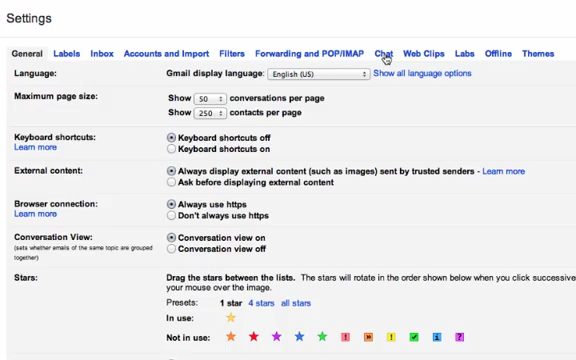 Settings
General Labels Inbox Accounts and Import Filters Forwarding and POP/IMAP Chat Web Clips Labs Offline Themes
Language: Gmail display language: English (US) Show all language options
Maximum page size: Show 50 conversations per page
Show 250 contacts per page
Keyboard shortcuts: Keyboard shortcuts off
Learn more Keyboard shortcuts on
External content: Always display external content (such as images) sent by trusted senders - Learn more
Ask before displaying external content
Browser connection: Always use https
Learn more Don't always use https
Conversation View: Conversation view on
(sets whether emails of the same topic are grouped together) Conversation view off
Stars: Drag the stars between the lists. The stars will rotate in the order shown below when you click successive
your mouse over the image.
Presets: 1 star 4 stars all stars
In use:
Not in use: ! » ! ✓ i ?